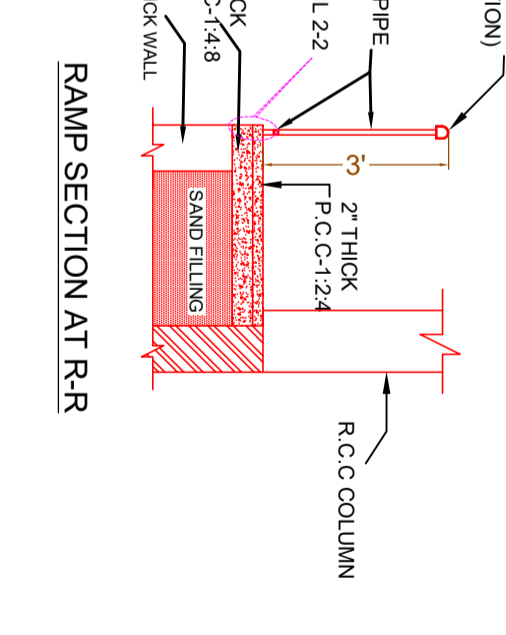 ION)
PIPE
L 2-2
3'
2" THICK
P.C.C-1:2:4
CK
C-1:4:8
ICK WALL
SAND FILLING
R.C.C COLUMN
RAMP SECTION AT R-R